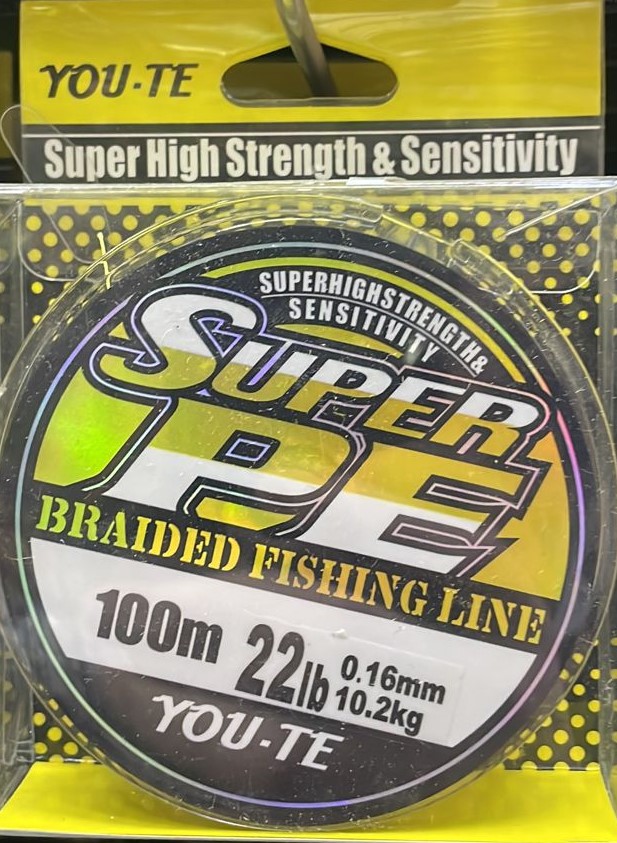 YOU-TE
Super High Strength & Sensitivity
SUPERHIGHSTRENGTH&
SENSITIVITY
SUPER
PE
BRAIDED FISHING LINE
100m 22lb 0.16mm
10.2kg
YOU-TE